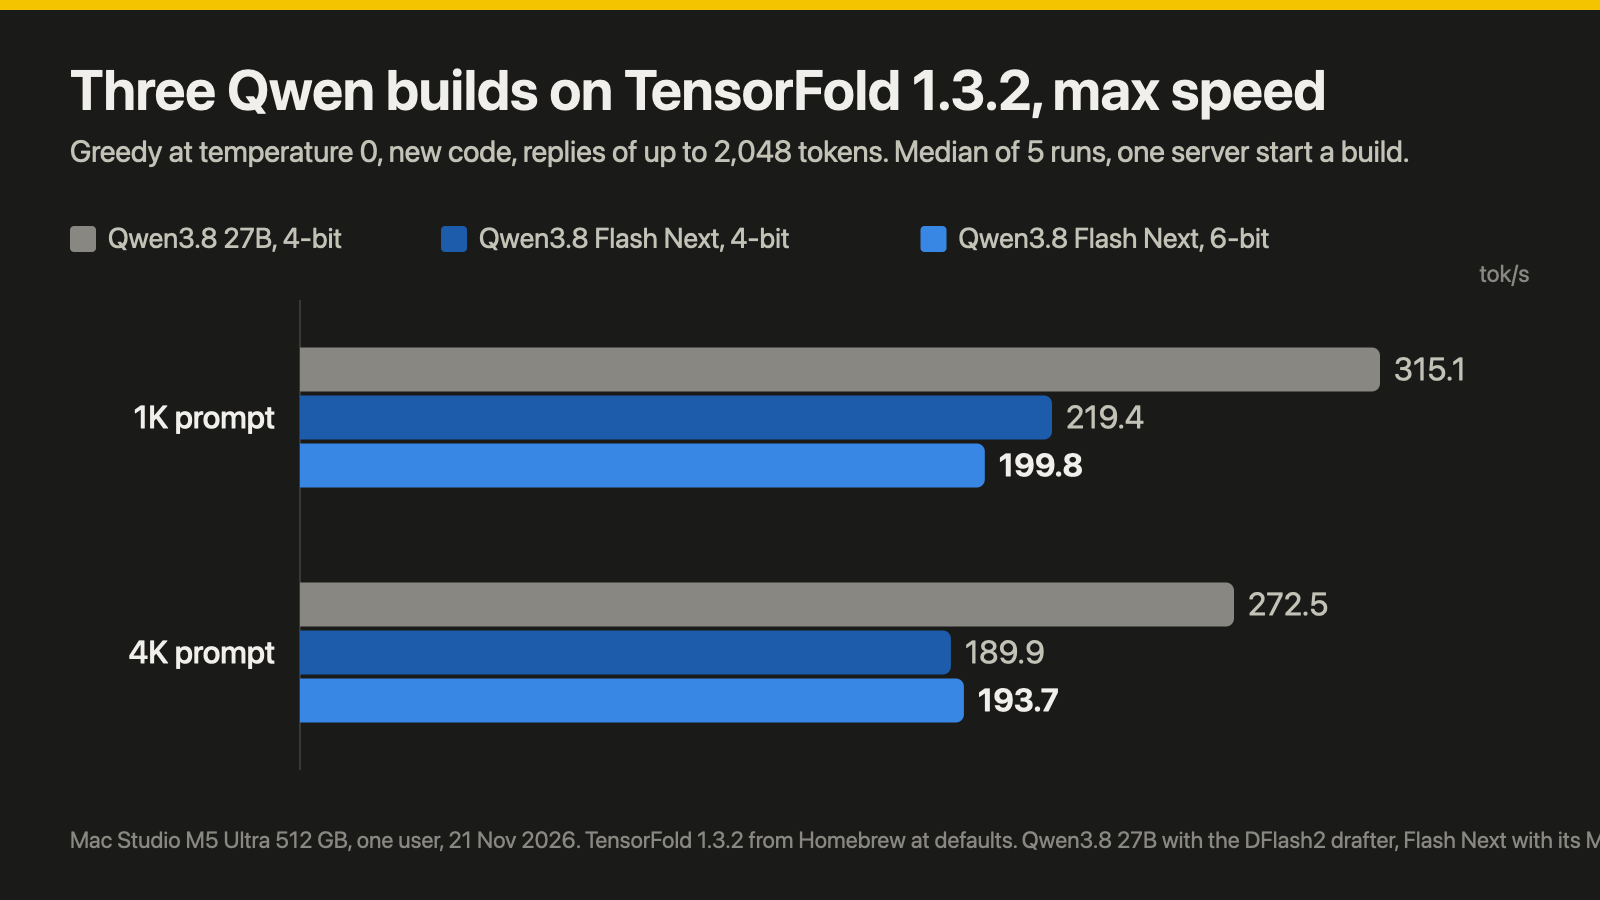 Three Qwen builds on TensorFold 1.3.2, max speed
Greedy at temperature 0, new code, replies of up to 2,048 tokens. Median of 5 runs, one server start a build.
Qwen3.8 27B, 4-bit
Qwen3.8 Flash Next, 4-bit
Qwen3.8 Flash Next, 6-bit
tok/s
1K prompt
315.1
219.4
199.8
4K prompt
272.5
189.9
193.7
Mac Studio M5 Ultra 512 GB, one user, 21 Nov 2026. TensorFold 1.3.2 from Homebrew at defaults. Qwen3.8 27B with the DFlash2 drafter, Flash Next with its